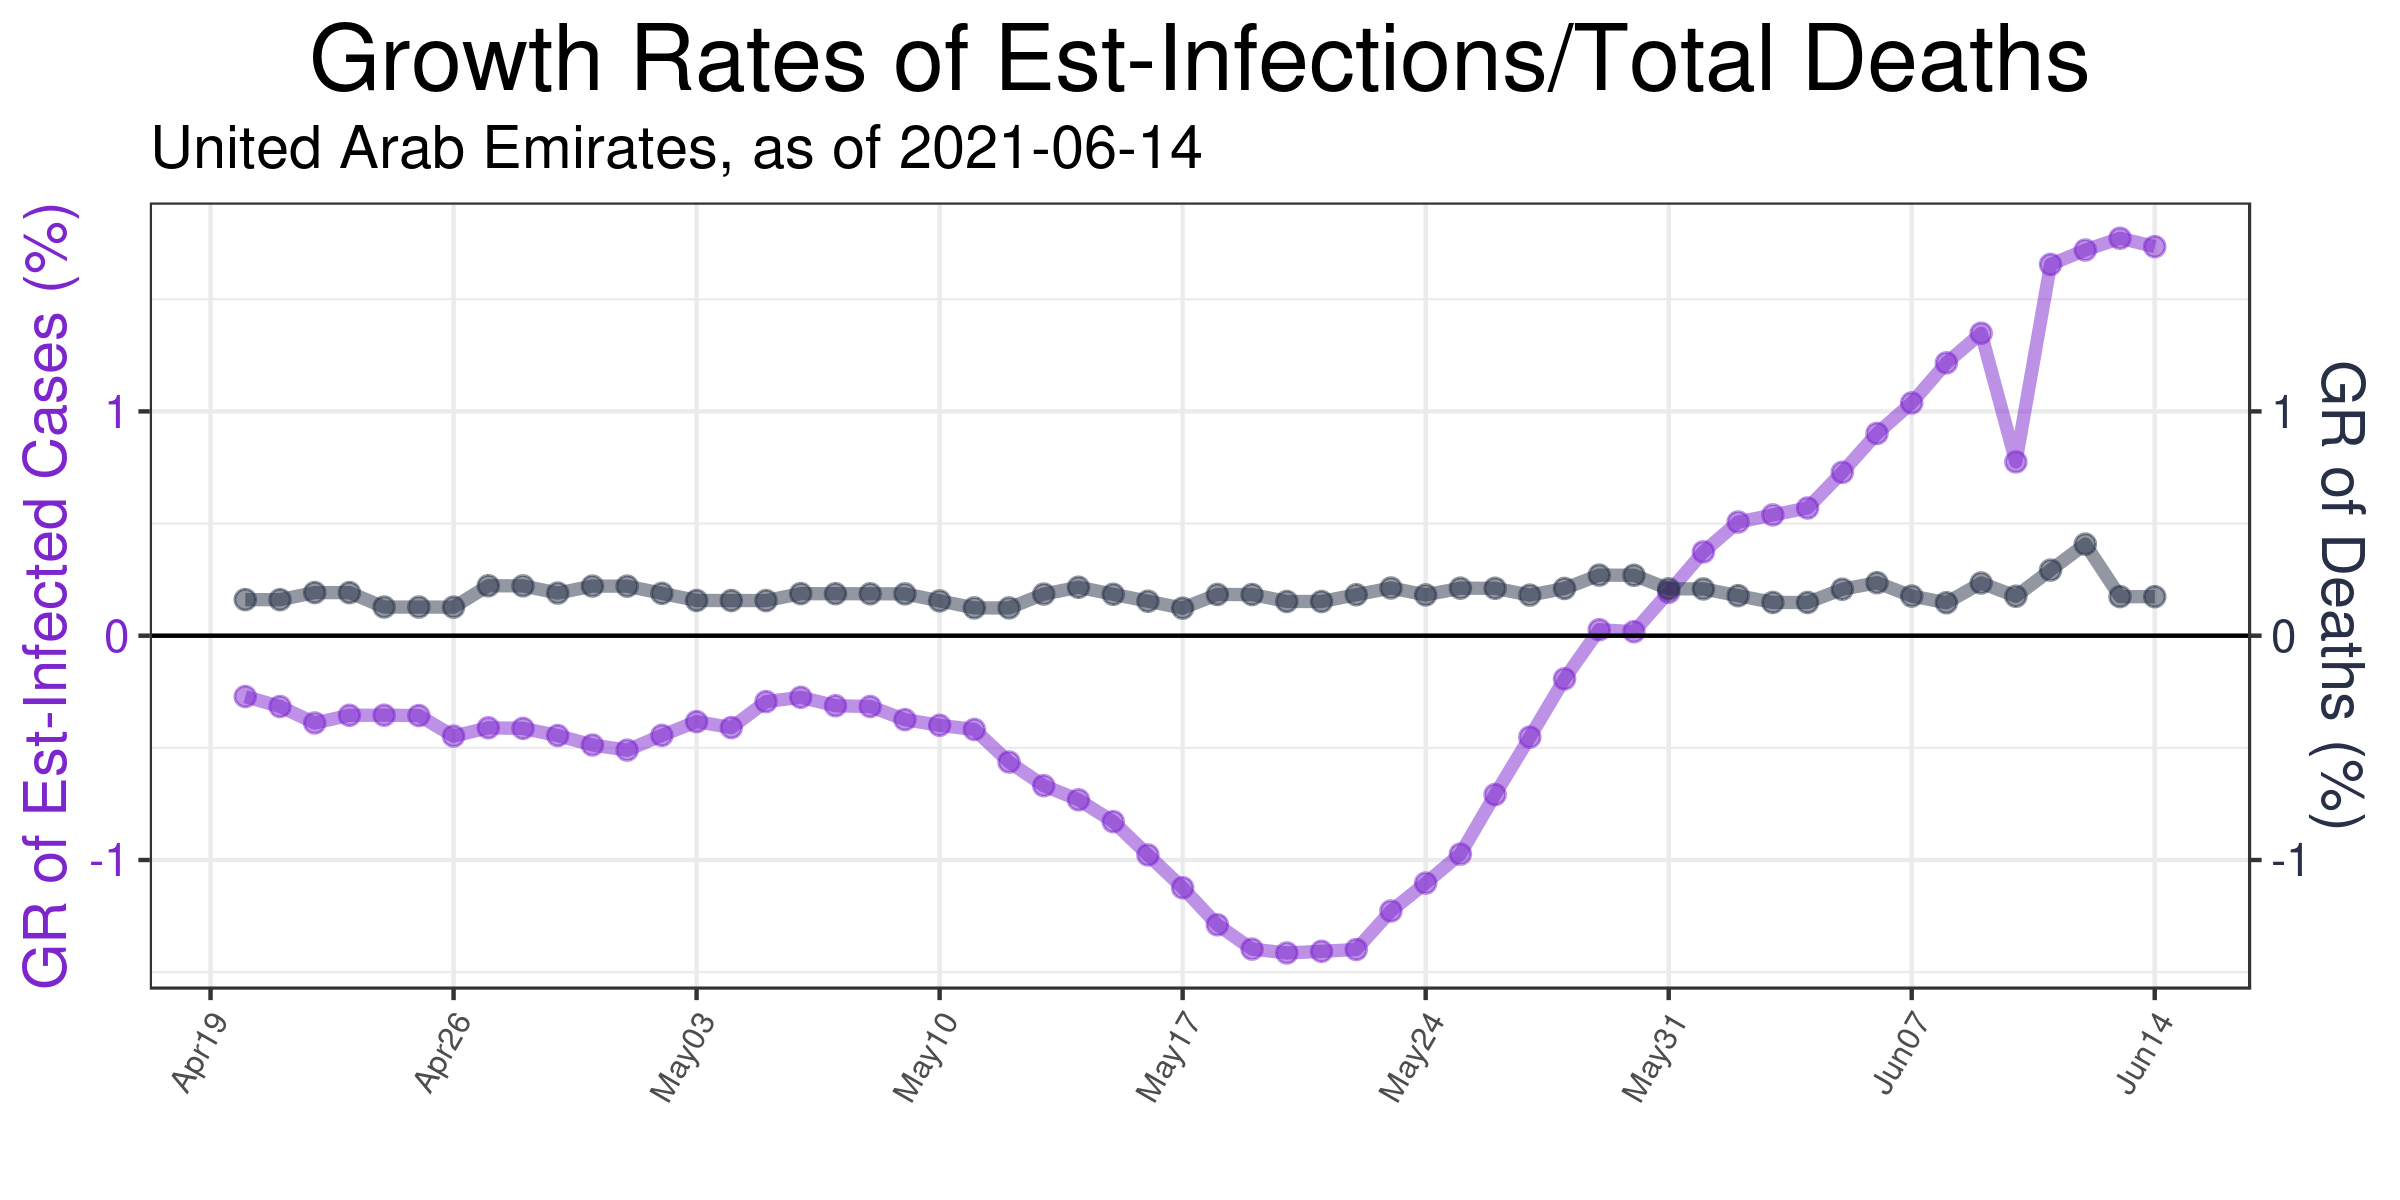 Growth Rates of Est-Infections/Total Deaths
United Arab Emirates, as of 2021-06-14
GR of Est-Infected Cases (%)
1
0
-1
1
0
-1
GR of Deaths (%)
Apr19
Apr26
May03
May10
May17
May24
May31
Jun07
Jun14